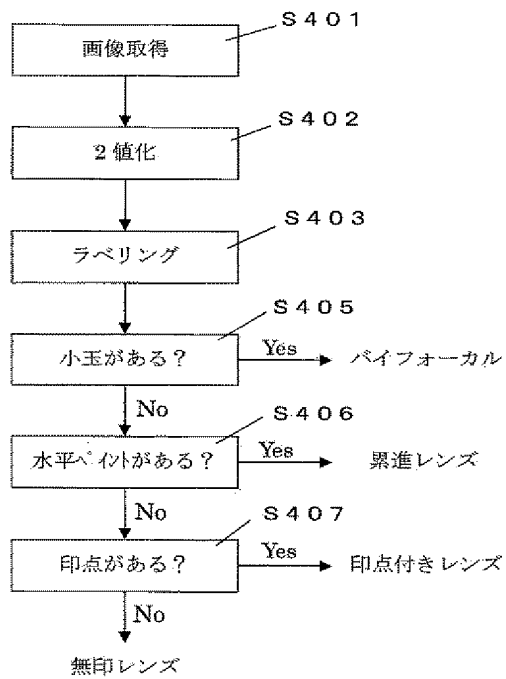 S401
画像取得
S402
2値化
S403
ラベリング
S405
小玉がある？ Yes バイフォーカル
No
S406
水平ペイントがある？ Yes 累進レンズ
No
S407
印点がある？ Yes 印点付きレンズ
No
無印レンズ